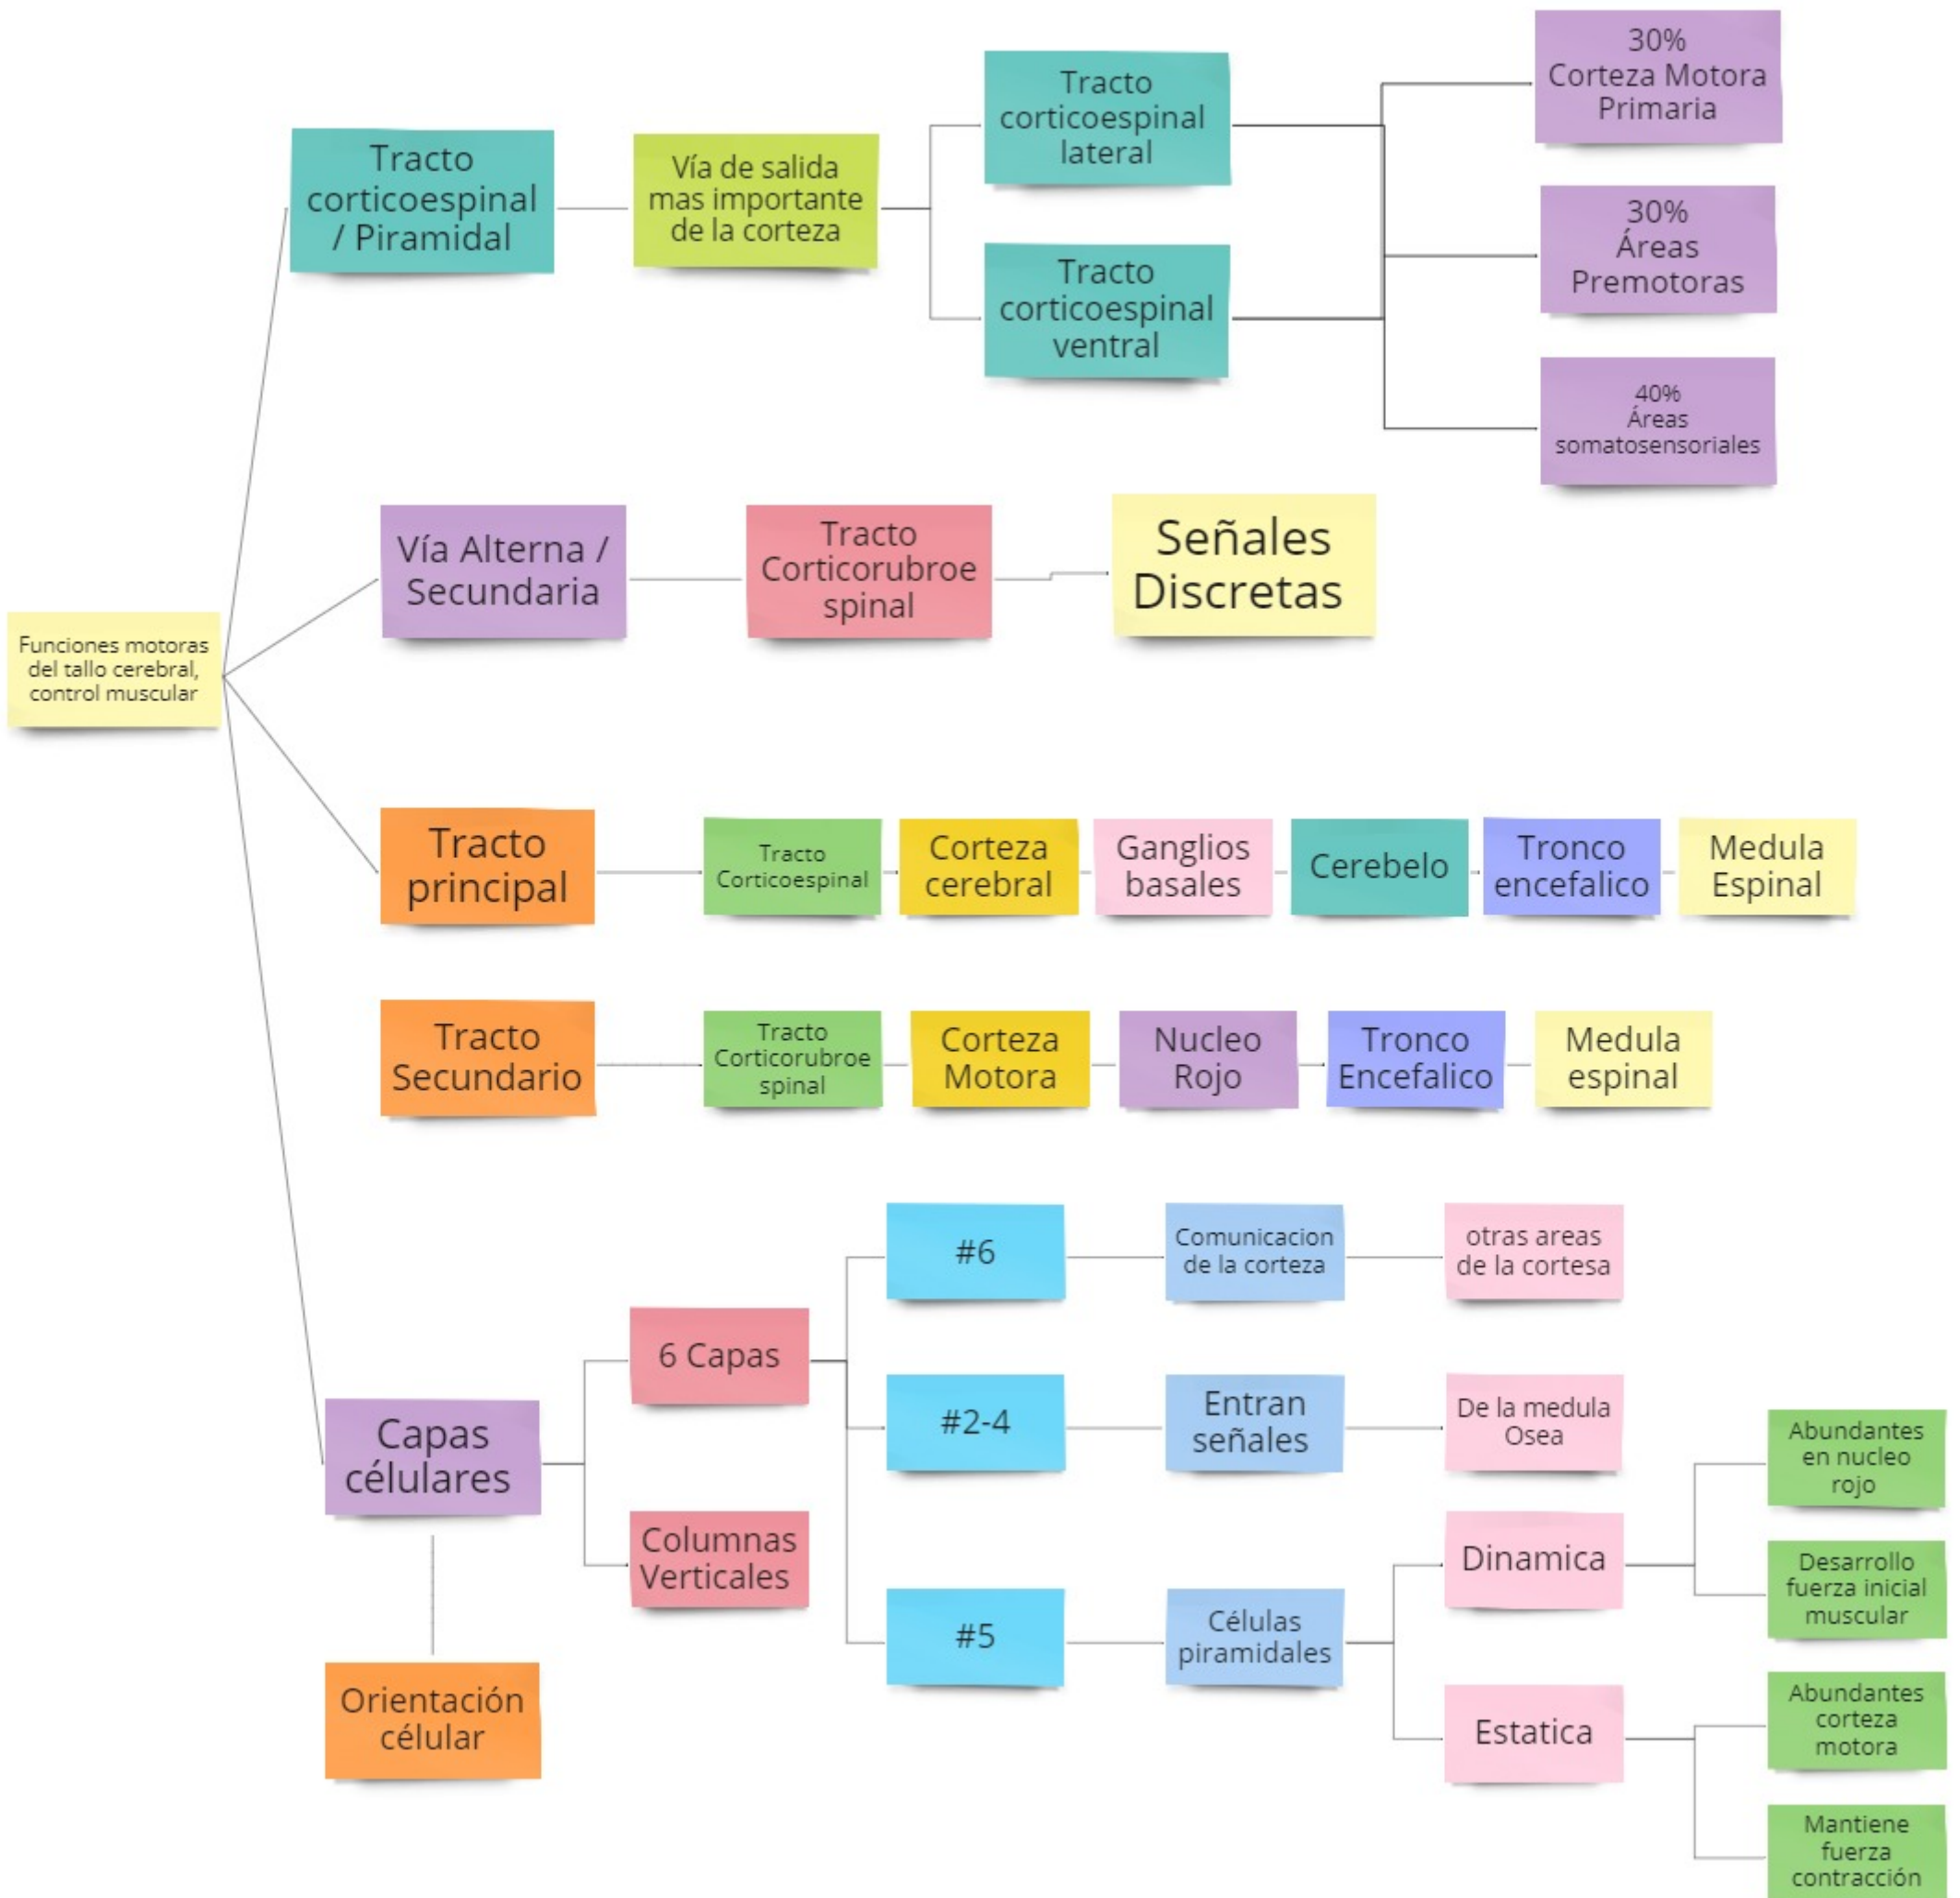 Funciones motoras
del tallo cerebral,
control muscular
Tracto
corticoespinal
/ Piramidal
Vía de salida
mas importante
de la corteza
Tracto
corticoespinal
lateral
Tracto
corticoespinal
ventral
30%
Corteza Motora
Primaria
30%
Áreas
Premotoras
40%
Áreas
somatosensoriales
Vía Alterna /
Secundaria
Tracto
Corticorubroe
spinal
Señales
Discretas
Tracto
principal
Tracto
Corticoespinal
Corteza
cerebral
Ganglios
basales
Cerebelo
Tronco
encefalico
Medula
Espinal
Tracto
Secundario
Tracto
Corticorubroe
spinal
Corteza
Motora
Nucleo
Rojo
Tronco
Encefalico
Medula
espinal
Capas
célulares
Orientación
célular
6 Capas
Columnas
Verticales
#6
Comunicacion
de la corteza
otras areas
de la cortesa
#2-4
Entran
señales
De la medula
Osea
#5
Células
piramidales
Dinamica
Abundantes
en nucleo
rojo
Desarrollo
fuerza inicial
muscular
Estatica
Abundantes
corteza
motora
Mantiene
fuerza
contracción